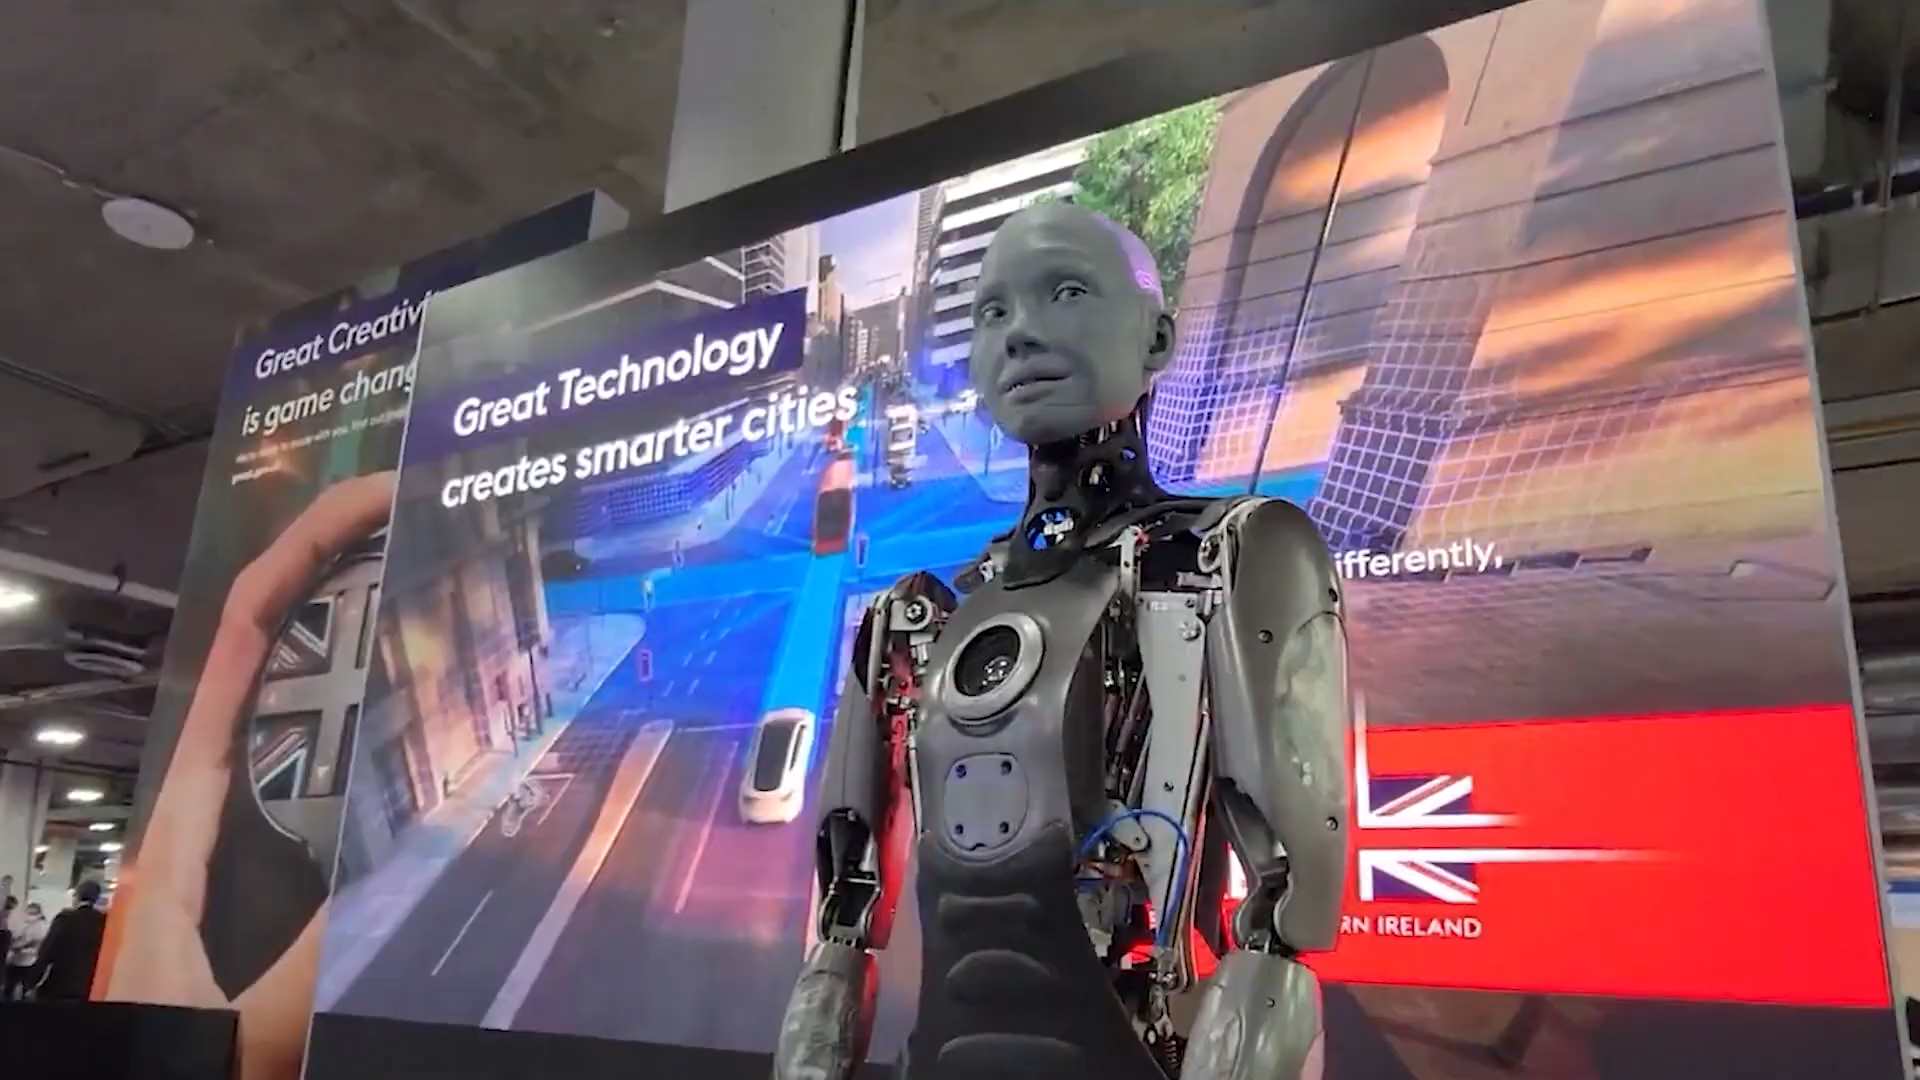 Great Creativ
is game chang
Great Technology
creates smarter cities
ifferently,
RN IRELAND